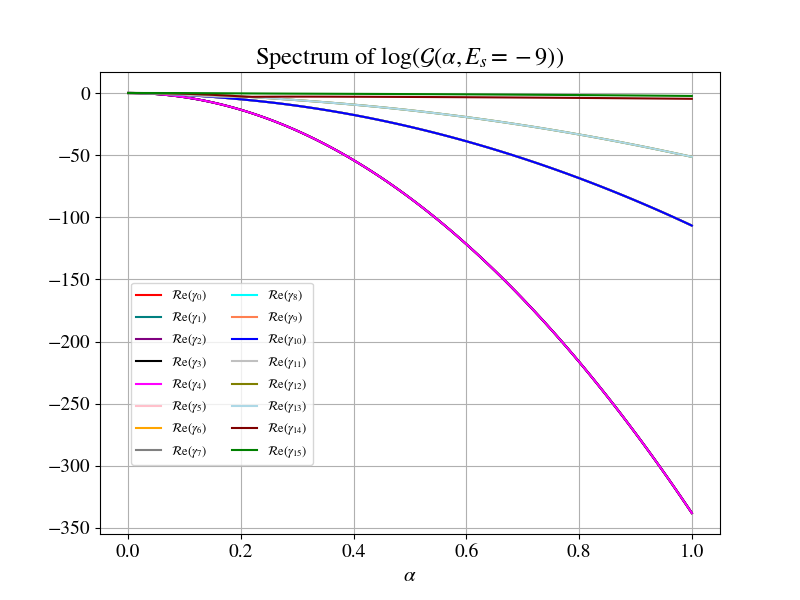 Spectrum of log(𝒢(α, E_s = −9))
0
−50
−100
−150
−200
−250
−300
−350
ℛe(γ₀) ℛe(γ₈)
ℛe(γ₁) ℛe(γ₉)
ℛe(γ₂) ℛe(γ₁₀)
ℛe(γ₃) ℛe(γ₁₁)
ℛe(γ₄) ℛe(γ₁₂)
ℛe(γ₅) ℛe(γ₁₃)
ℛe(γ₆) ℛe(γ₁₄)
ℛe(γ₇) ℛe(γ₁₅)
0.0 0.2 0.4 0.6 0.8 1.0
α